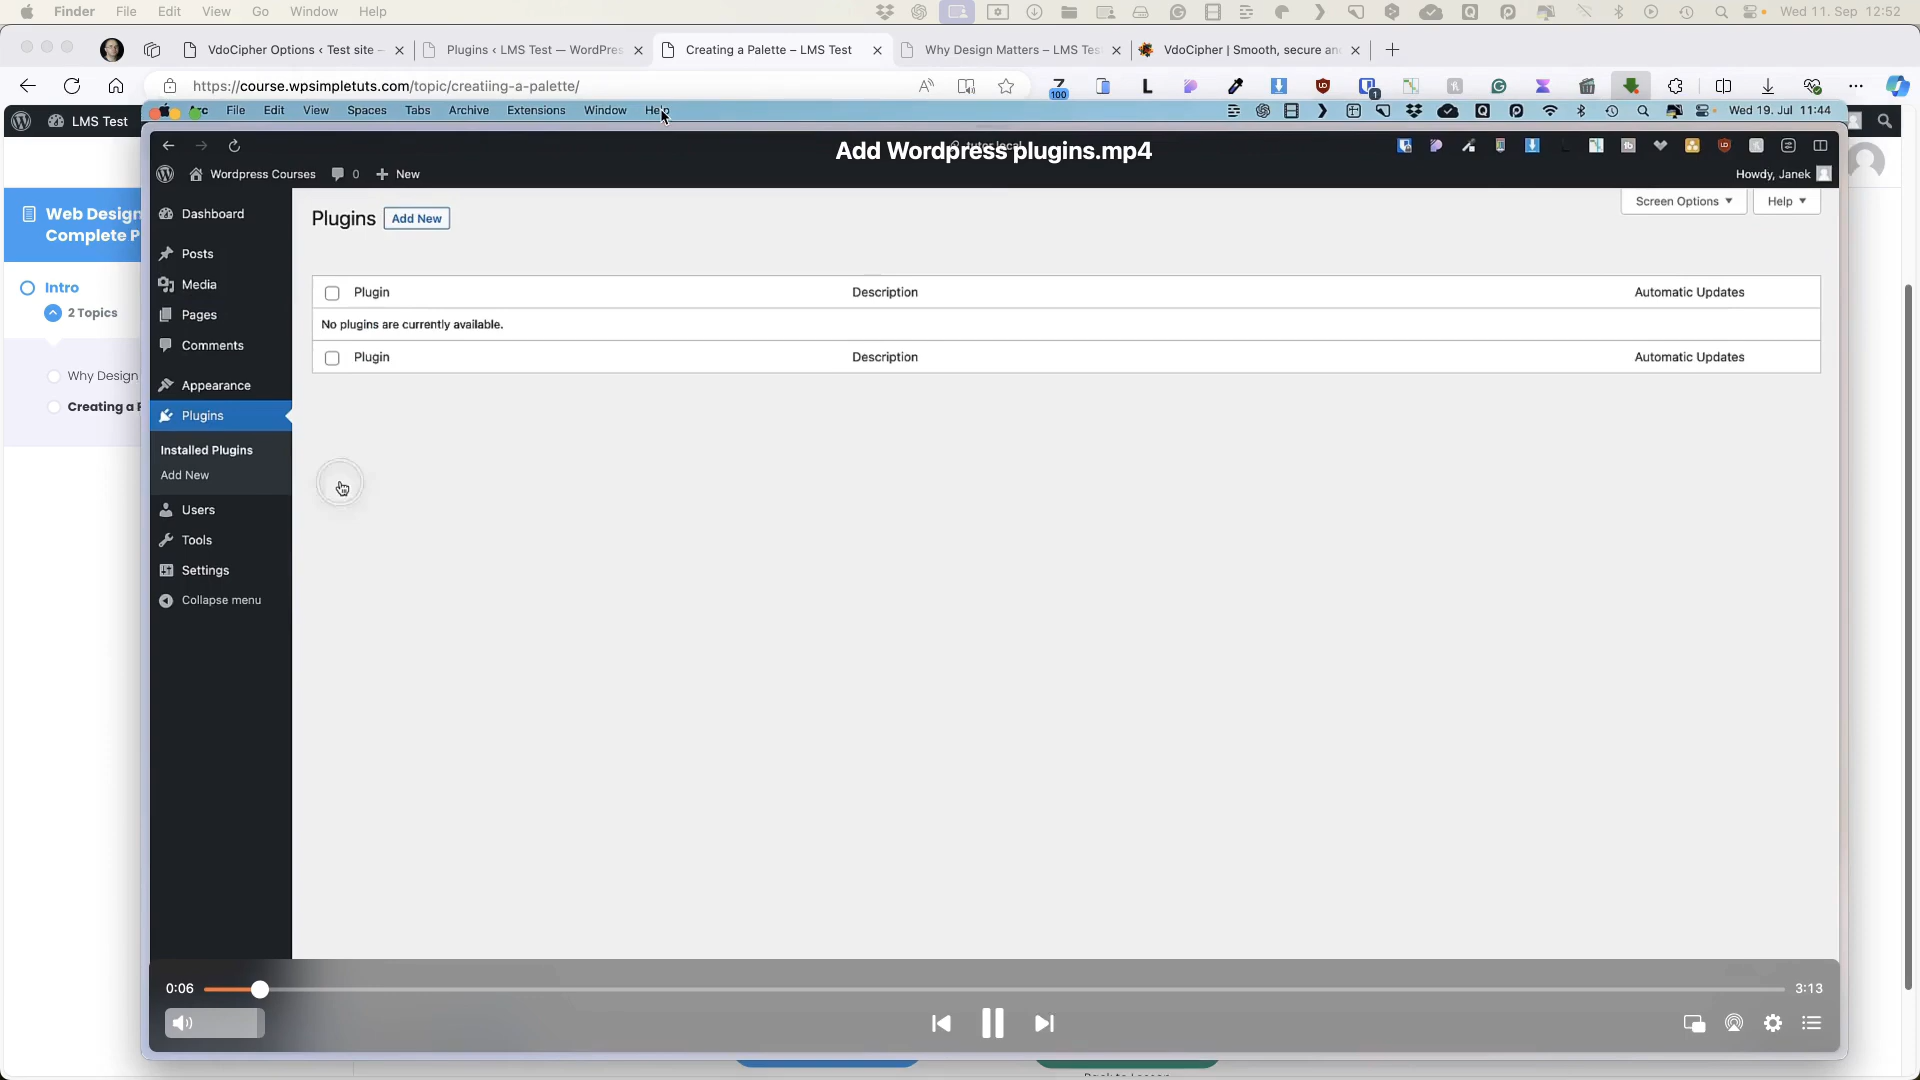 Finder File Edit View Go Window Help Wed 11. Sep 12:52
VdoCipher Options ‹ Test site – Plugins ‹ LMS Test — WordPres Creating a Palette – LMS Test Why Design Matters – LMS Tes VdoCipher | Smooth, secure an
https://course.wpsimpletuts.com/topic/creatiing-a-palette/
100
1
LMS Test
File Edit View Spaces Tabs Archive Extensions Window Help Wed 19. Jul 11:44
Add Wordpress plugins.mp4
Wordpress Courses 0 New Howdy, Janek
Web Design
Complete P
Intro
2 Topics
Why Design
Creating a P
Dashboard
Posts
Media
Pages
Comments
Appearance
Plugins
Installed Plugins
Add New
Users
Tools
Settings
Collapse menu
Screen Options Help
Plugins Add New
Plugin Description Automatic Updates
No plugins are currently available.
Plugin Description Automatic Updates
0:06 3:13